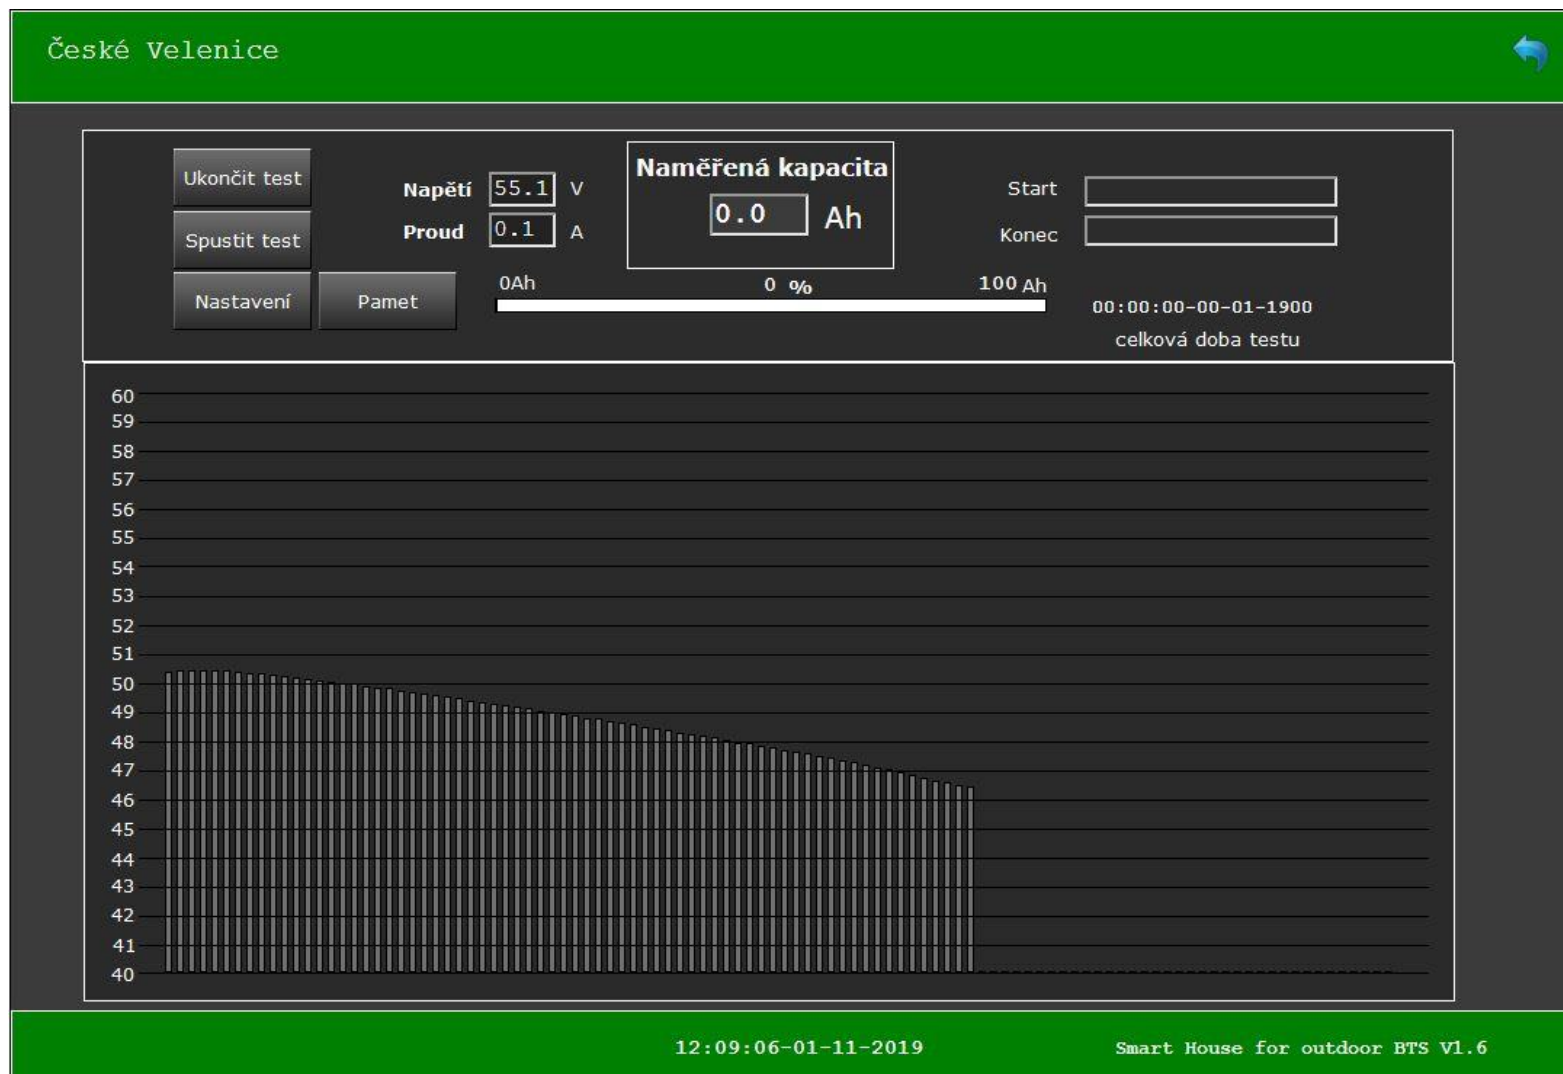 České Velenice
Ukončit test
Spustit test
Nastavení
Pamet
Napětí 55.1 V
Proud 0.1 A
Naměřená kapacita
0.0 Ah
Start
Konec
0Ah 0 % 100 Ah
00:00:00-00-01-1900
celková doba testu
60
59
58
57
56
55
54
53
52
51
50
49
48
47
46
45
44
43
42
41
40
12:09:06-01-11-2019
Smart House for outdoor BTS V1.6